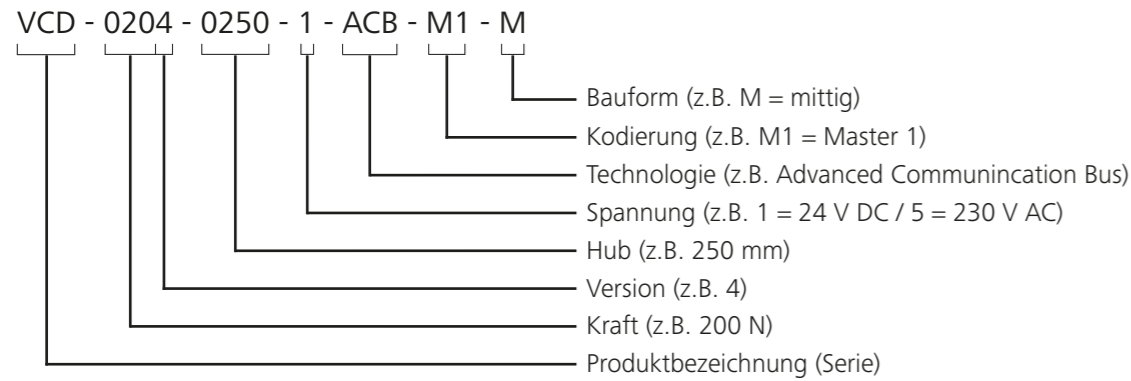 VCD - 0204 - 0250 - 1 - ACB - M1 - M
Bauform (z.B. M = mittig)
Kodierung (z.B. M1 = Master 1)
Technologie (z.B. Advanced Communincation Bus)
Spannung (z.B. 1 = 24 V DC / 5 = 230 V AC)
Hub (z.B. 250 mm)
Version (z.B. 4)
Kraft (z.B. 200 N)
Produktbezeichnung (Serie)